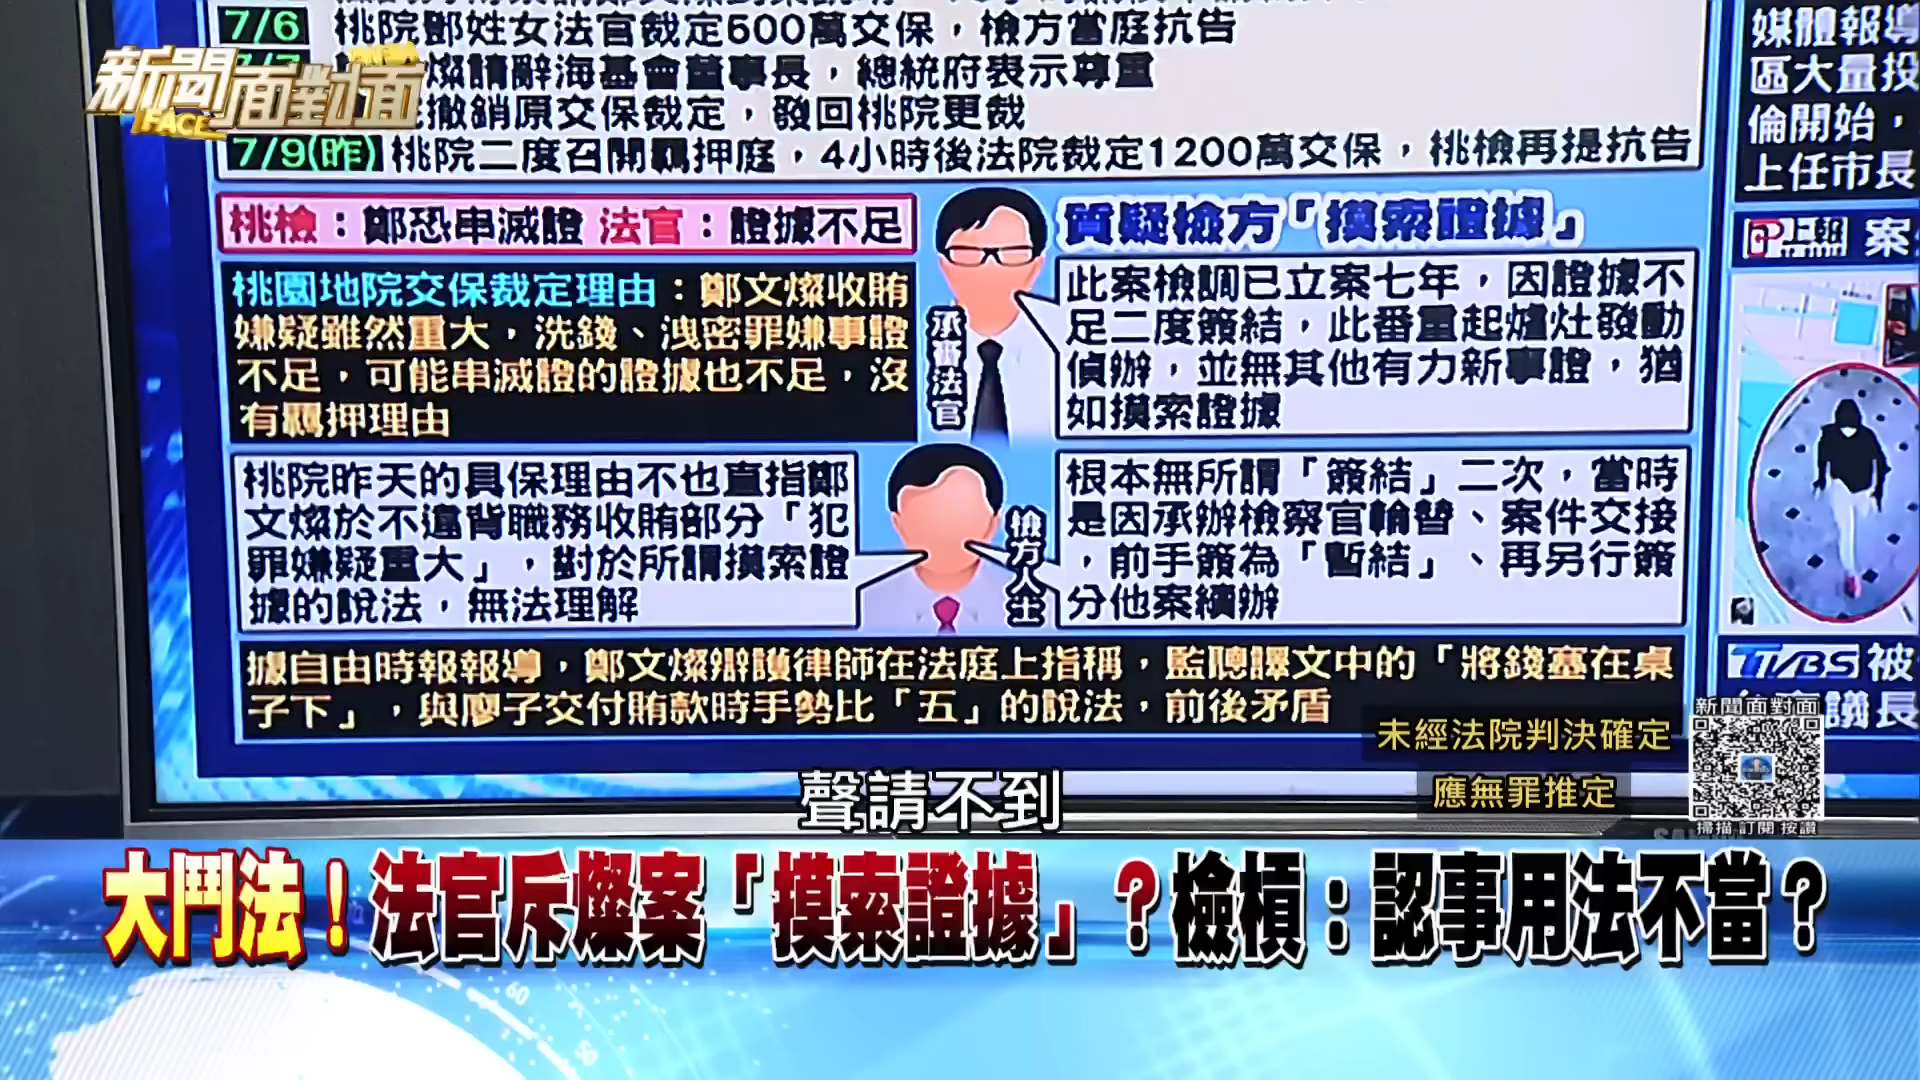 7/6 桃院鄧姓女法官裁定500萬交保，檢方當庭抗告
燦請辭海基會董事長，總統府表示尊重
撤銷原交保裁定，發回桃院更裁
7/9(昨) 桃院二度召開羈押庭，4小時後法院裁定1200萬交保，桃檢再提抗告
新聞面對面
FACE
桃檢：鄭恐串滅證 法官：證據不足
桃園地院交保裁定理由：鄭文燦收賄
嫌疑雖然重大，洗錢、洩密罪嫌事證
不足，可能串滅證的證據也不足，沒
有羈押理由
承審法官
質疑檢方「摸索證據」
此案檢調已立案七年，因證據不
足二度簽結，此番重起爐灶發動
偵辦，並無其他有力新事證，猶
如摸索證據
桃院昨天的具保理由不也直指鄭
文燦於不違背職務收賄部分「犯
罪嫌疑重大」，對於所謂摸索證
據的說法，無法理解
檢方人士
根本無所謂「簽結」二次，當時
是因承辦檢察官輪替、案件交接
，前手簽為「暫結」、再另行簽
分他案續辦
據自由時報報導，鄭文燦辯護律師在法庭上指稱，監聽譯文中的「將錢塞在桌
子下」，與廖子交付賄款時手勢比「五」的說法，前後矛盾
媒體報導
區大量投
倫開始，
上任市長
上報 案
TVBS 被
議長
未經法院判決確定
應無罪推定
新聞面對面
掃描 訂閱 按讚
聲請不到
大鬥法！法官斥燦案「摸索證據」？檢槓：認事用法不當？
60
50